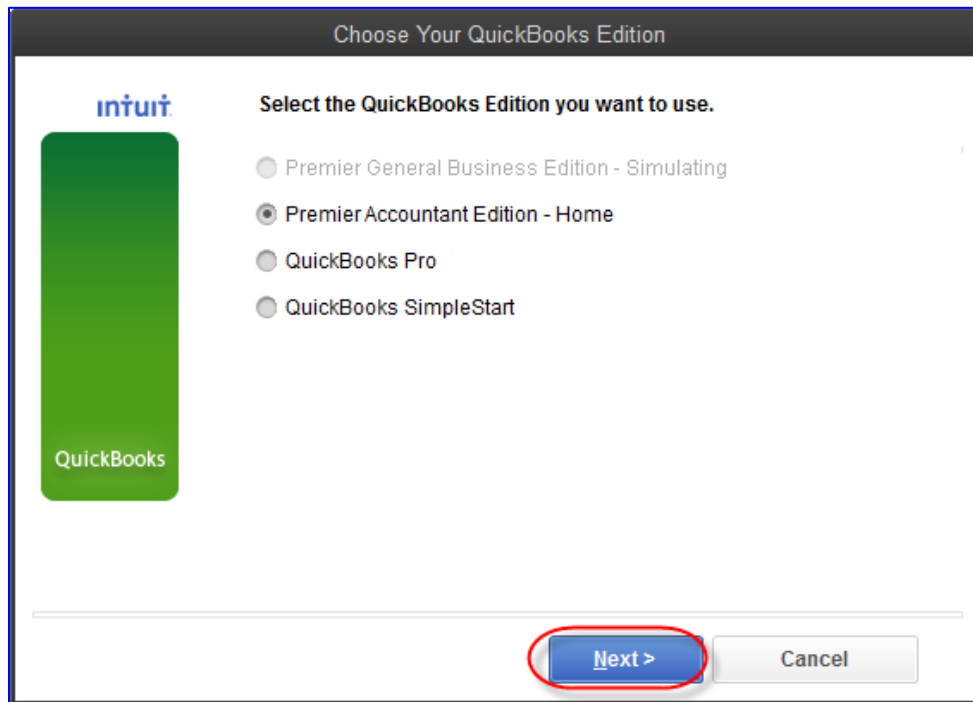 Choose Your QuickBooks Edition
intuit
Select the QuickBooks Edition you want to use.
Premier General Business Edition - Simulating
Premier Accountant Edition - Home
QuickBooks Pro
QuickBooks SimpleStart
QuickBooks
Next >
Cancel